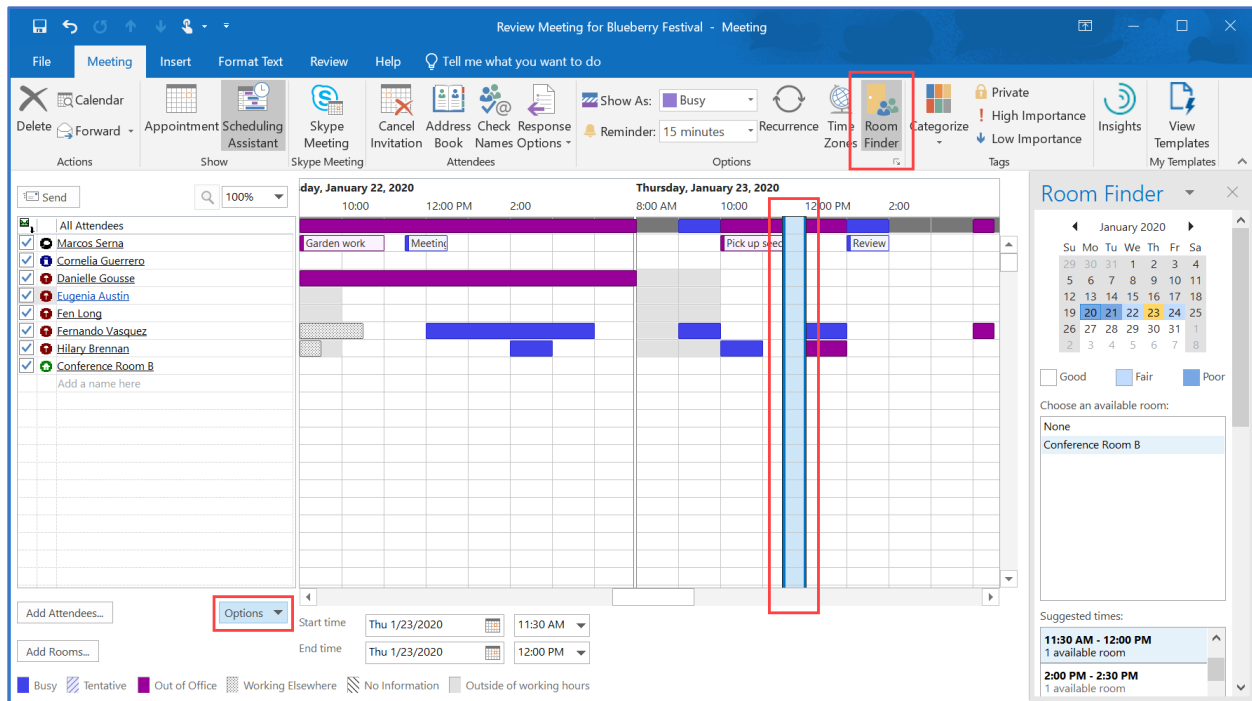 Review Meeting for Blueberry Festival - Meeting
File Meeting Insert Format Text Review Help Tell me what you want to do
Delete
Calendar
Forward
Actions
Appointment
Scheduling
Assistant
Show
Skype
Meeting
Skype Meeting
Cancel
Invitation
Address
Book
Check
Names
Response
Options
Attendees
Show As: Busy
Reminder: 15 minutes
Recurrence
Time
Zones
Room
Finder
Options
Categorize
Private
High Importance
Low Importance
Tags
Insights
View
Templates
My Templates
Send
100%
day, January 22, 2020
Thursday, January 23, 2020
10:00 12:00 PM 2:00 8:00 AM 10:00 12:00 PM 2:00
All Attendees
Marcos Serna
Garden work Meeting Pick up seed Review
Cornelia Guerrero
Danielle Gousse
Eugenia Austin
Fen Long
Fernando Vasquez
Hilary Brennan
Conference Room B
Add a name here
Add Attendees...
Options
Add Rooms...
Start time Thu 1/23/2020 11:30 AM
End time Thu 1/23/2020 12:00 PM
Busy Tentative Out of Office Working Elsewhere No Information Outside of working hours
Room Finder
January 2020
Su Mo Tu We Th Fr Sa
29 30 31 1 2 3 4
5 6 7 8 9 10 11
12 13 14 15 16 17 18
19 20 21 22 23 24 25
26 27 28 29 30 31 1
2 3 4 5 6 7 8
Good Fair Poor
Choose an available room:
None
Conference Room B
Suggested times:
11:30 AM - 12:00 PM
1 available room
2:00 PM - 2:30 PM
1 available room